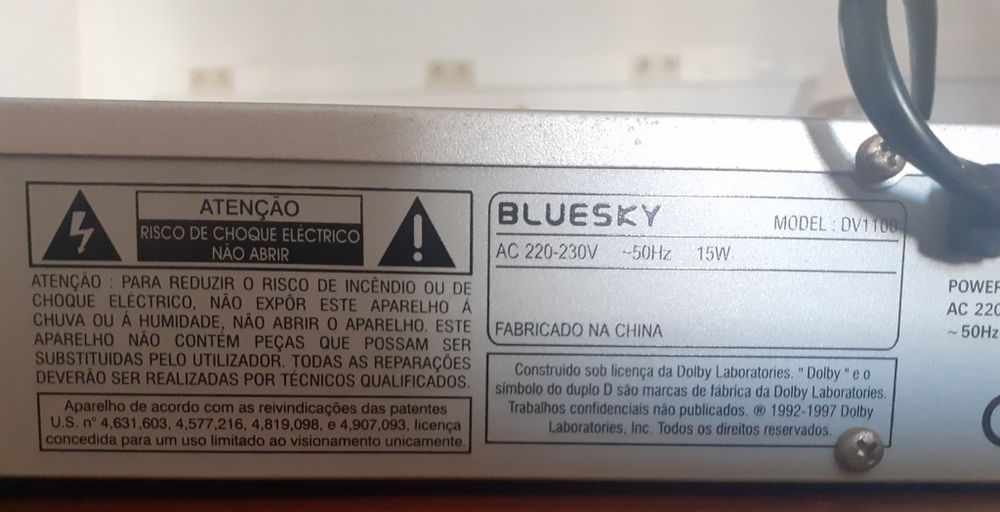 ATENÇÃO
RISCO DE CHOQUE ELÉCTRICO
NÃO ABRIR
ATENÇÃO : PARA REDUZIR O RISCO DE INCÊNDIO OU DE
CHOQUE ELÉCTRICO, NÃO EXPÔR ESTE APARELHO Á
CHUVA OU Á HUMIDADE, NÃO ABRIR O APARELHO. ESTE
APARELHO NÃO CONTÉM PEÇAS QUE POSSAM SER
SUBSTITUIDAS PELO UTILIZADOR. TODAS AS REPARAÇÕES
DEVERÃO SER REALIZADAS POR TÉCNICOS QUALIFICADOS.
Aparelho de acordo com as reivindicações das patentes
U.S. n° 4,631,603, 4,577,216, 4,819,098, e 4,907,093, licença
concedida para um uso limitado ao visionamento unicamente.
BLUESKY
MODEL : DV1100
AC 220-230V ~50Hz 15W
FABRICADO NA CHINA
Construído sob licença da Dolby Laboratories. " Dolby " e o
símbolo do duplo D são marcas de fábrica da Dolby Laboratories.
Trabalhos confidenciais não publicados. ® 1992-1997 Dolby
Laboratories, Inc. Todos os direitos reservados.
POWER
AC 220
~ 50Hz